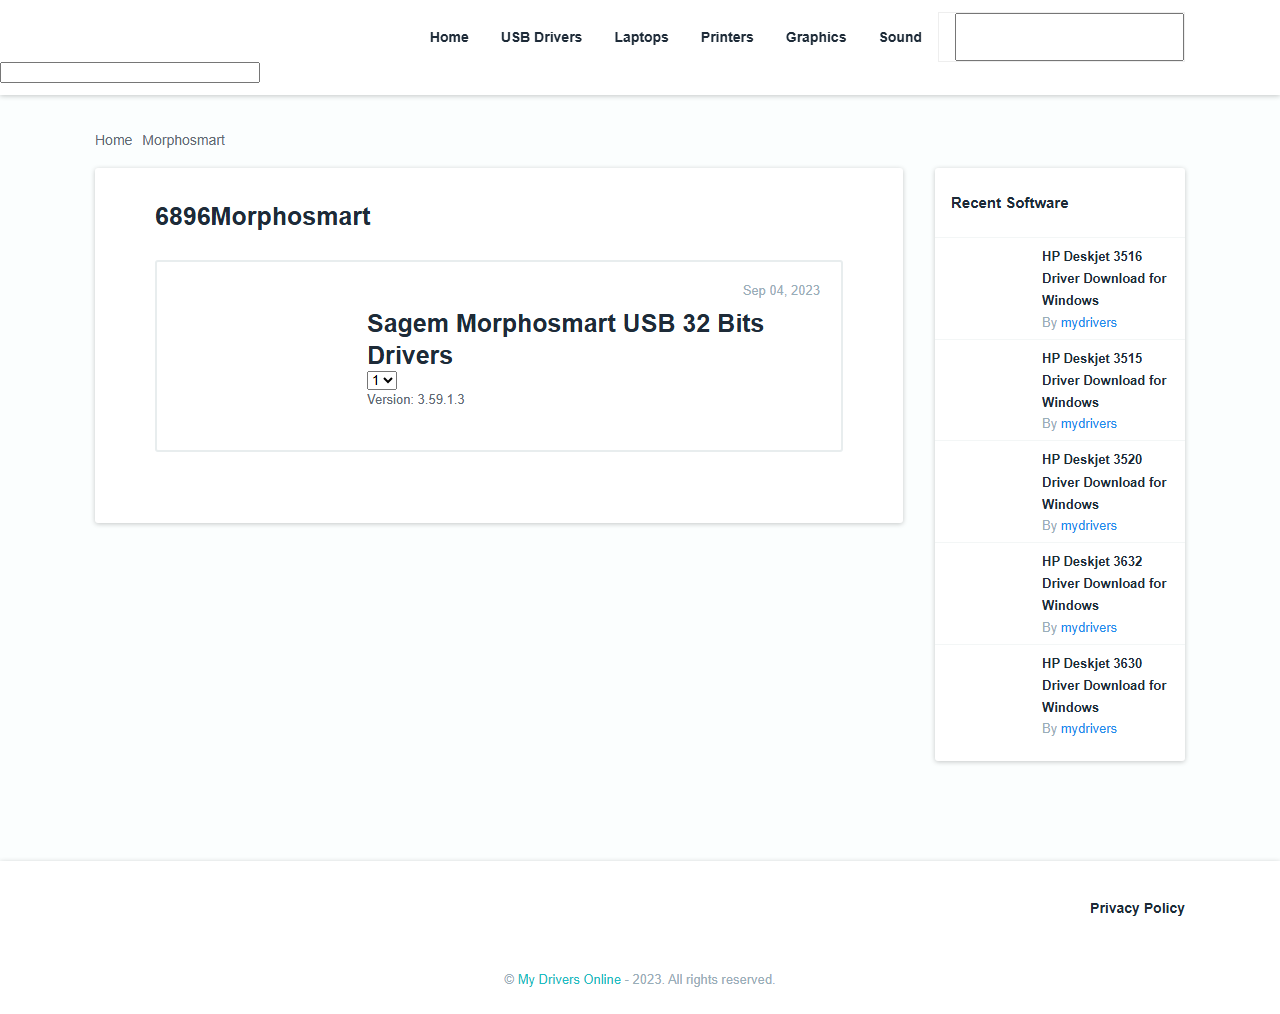 Home USB Drivers Laptops Printers Graphics Sound
Home Morphosmart
6896Morphosmart
Sep 04, 2023
Sagem Morphosmart USB 32 Bits
Drivers
1
Version: 3.59.1.3
Recent Software
HP Deskjet 3516
Driver Download for
Windows
By mydrivers
HP Deskjet 3515
Driver Download for
Windows
By mydrivers
HP Deskjet 3520
Driver Download for
Windows
By mydrivers
HP Deskjet 3632
Driver Download for
Windows
By mydrivers
HP Deskjet 3630
Driver Download for
Windows
By mydrivers
Privacy Policy
© My Drivers Online - 2023. All rights reserved.